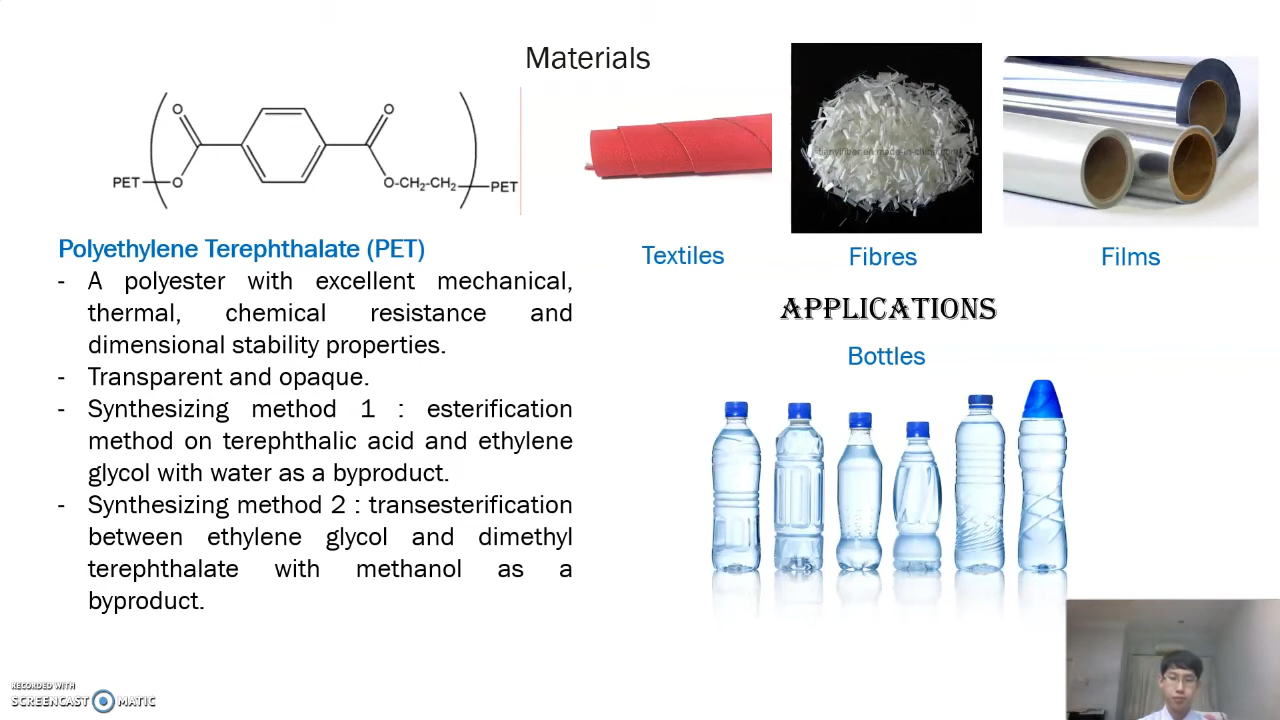 Materials
O
O
PET
O
O-CH₂-CH₂
PET
Polyethylene Terephthalate (PET)
- A polyester with excellent mechanical,
thermal, chemical resistance and
dimensional stability properties.
- Transparent and opaque.
- Synthesizing method 1 : esterification
method on terephthalic acid and ethylene
glycol with water as a byproduct.
- Synthesizing method 2 : transesterification
between ethylene glycol and dimethyl
terephthalate with methanol as a
byproduct.
Textiles
Fibres
Films
APPLICATIONS
Bottles
RECORDED WITH
SCREENCAST MATIC